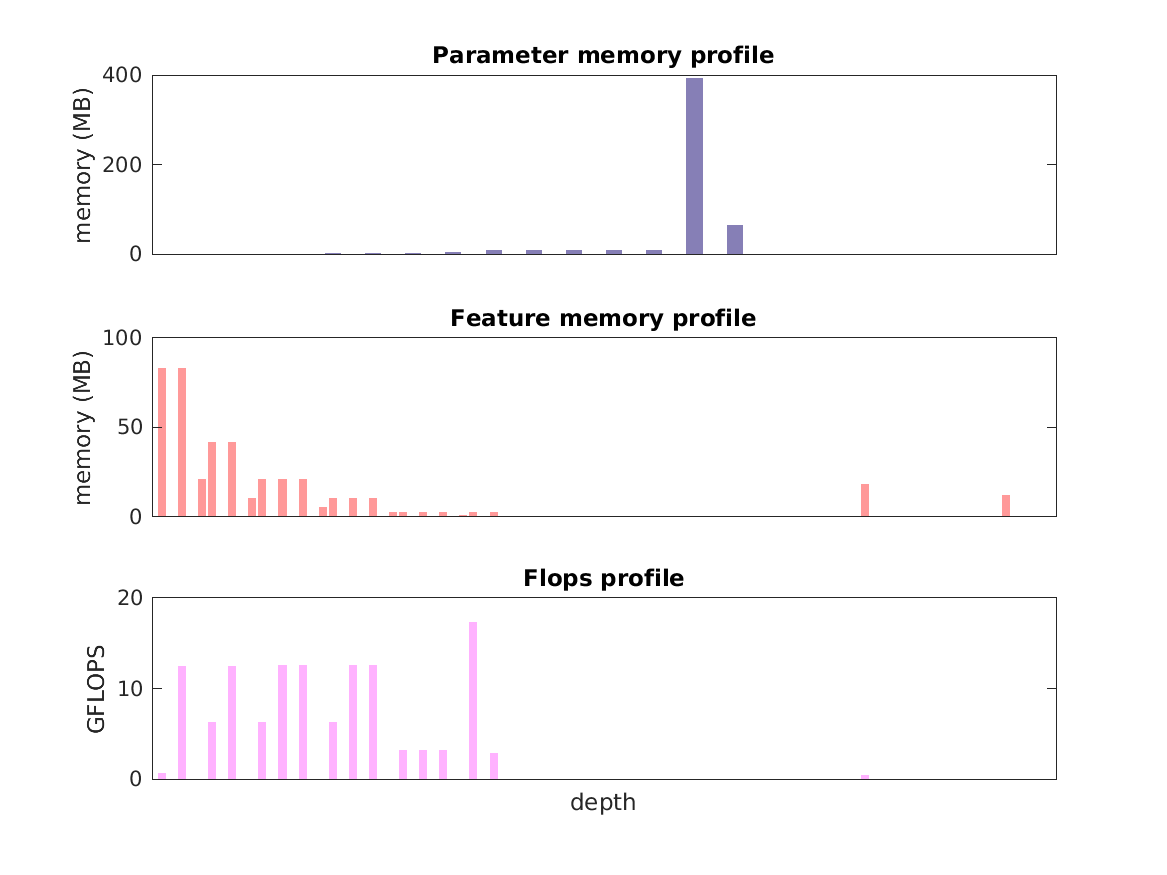 Parameter memory profile
400
200
0
memory (MB)
Feature memory profile
100
50
0
memory (MB)
Flops profile
20
10
0
GFLOPS
depth